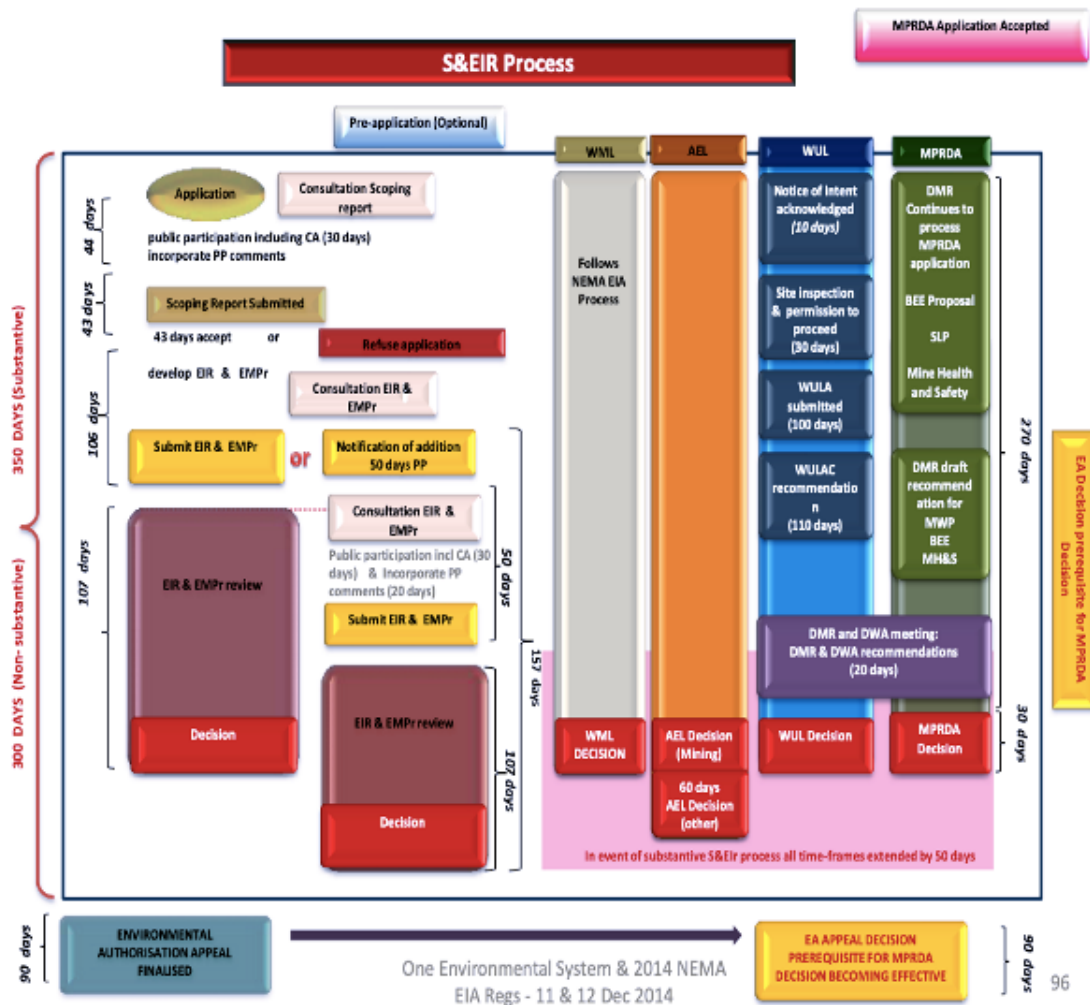 MPRDA Application Accepted
S&EIR Process
Pre-application (Optional)
WML
AEL
WUL
MPRDA
350 DAYS (Substantive)
300 DAYS (Non- substantive)
44 days
Application
Consultation Scoping
report
public participation including CA (30 days)
incorporate PP comments
43 days
Scoping Report Submitted
43 days accept or
Refuse application
106 days
develop EIR & EMPr
Consultation EIR &
EMPr
Submit EIR & EMPr
or
Notification of addition
50 days PP
107 days
EIR & EMPr review
Decision
Consultation EIR &
EMPr
Public participation incl CA (30
days) & Incorporate PP
comments (20 days)
Submit EIR & EMPr
50 days
157 days
EIR & EMPr review
Decision
107 days
Follows
NEMA EIA
Process
WML
DECISION
AEL Decision
(Mining)
60 days
AEL Decision
(other)
Notice of Intent
acknowledged
(10 days)
Site inspection
& permission to
proceed
(30 days)
WULA
submitted
(100 days)
WULAC
recommendatio
n
(110 days)
DMR
Continues to
process
MPRDA
application
BEE Proposal
SLP
Mine Health
and Safety
DMR draft
recommend
ation for
MWP
BEE
MH&S
DMR and DWA meeting:
DMR & DWA recommendations
(20 days)
WUL Decision
MPRDA
Decision
270 days
30 days
EA Decision prerequisite for MPRDA
Decision
In event of substantive S&EIr process all time-frames extended by 50 days
90 days
ENVIRONMENTAL
AUTHORISATION APPEAL
FINALISED
EA APPEAL DECISION
PREREQUISITE FOR MPRDA
DECISION BECOMING EFFECTIVE
90 days
One Environmental System & 2014 NEMA
EIA Regs - 11 & 12 Dec 2014
96